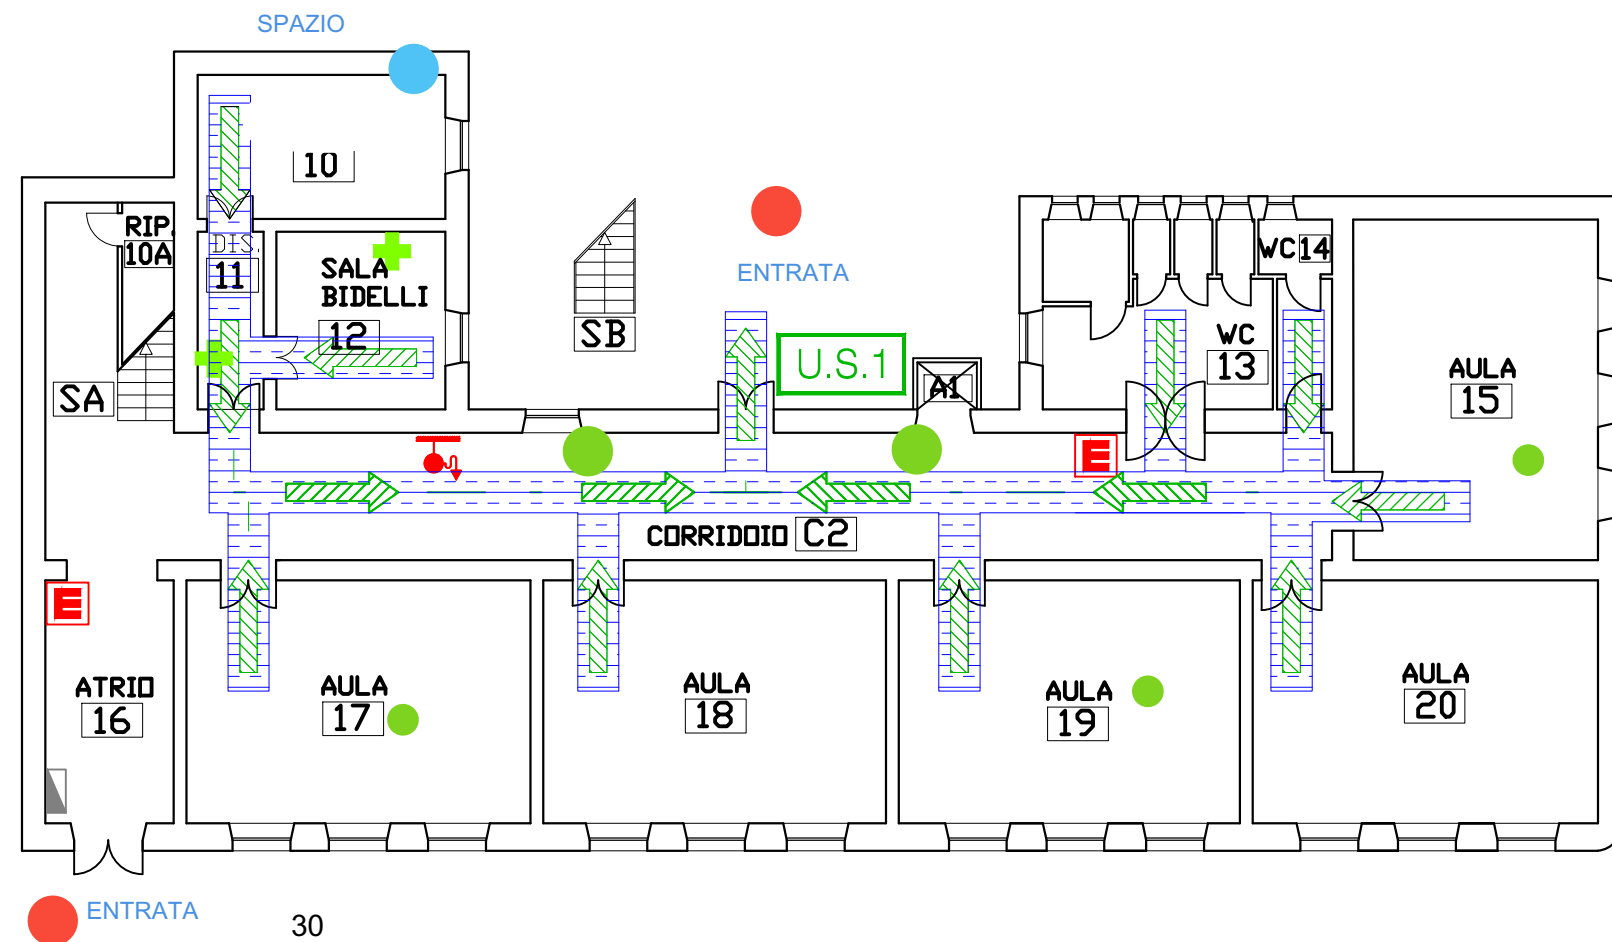 SPAZIO
10
RIP.
10A
DIS.
11
SALA
BIDELLI
12
SA
SB
ENTRATA
U.S.1
A1
WC 14
WC
13
AULA
15
E
CORRIDOIO C2
E
ATRIO
16
AULA
17
AULA
18
AULA
19
AULA
20
ENTRATA
30